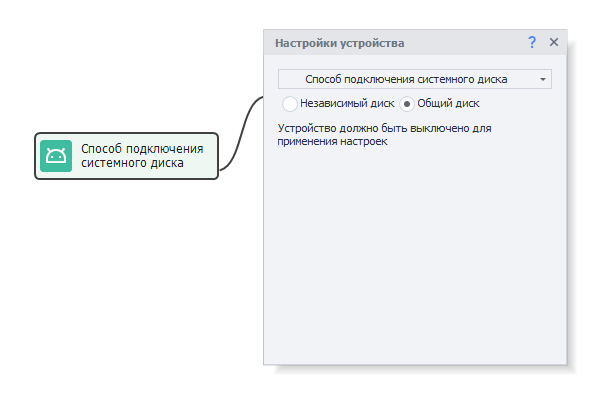 Настройки устройства
?
Способ подключения системного диска
Независимый диск Общий диск
Устройство должно быть выключено для
применения настроек
Способ подключения
системного диска